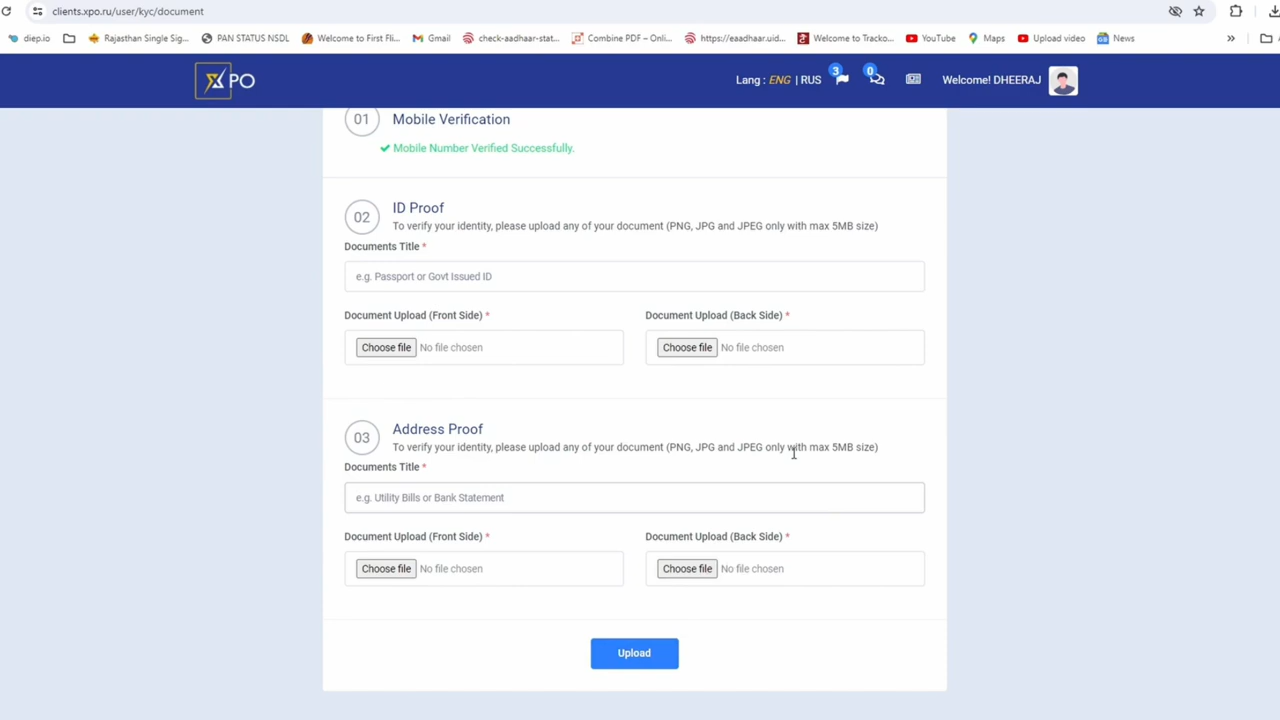 clients.xpo.ru/user/kyc/document
diep.io
Rajasthan Single Sig...
PAN STATUS NSDL
Welcome to First Fli...
Gmail
check-aadhaar-stat...
Combine PDF – Onli...
https://eaadhaar.uid...
Welcome to Tracko...
YouTube
Maps
Upload video
News
»
XPO
Lang : ENG | RUS
3
0
Welcome! DHEERAJ
01
Mobile Verification
✔ Mobile Number Verified Successfully.
02
ID Proof
To verify your identity, please upload any of your document (PNG, JPG and JPEG only with max 5MB size)
Documents Title *
e.g. Passport or Govt Issued ID
Document Upload (Front Side) *
Document Upload (Back Side) *
Choose file No file chosen
Choose file No file chosen
03
Address Proof
To verify your identity, please upload any of your document (PNG, JPG and JPEG only with max 5MB size)
Documents Title *
e.g. Utility Bills or Bank Statement
Document Upload (Front Side) *
Document Upload (Back Side) *
Choose file No file chosen
Choose file No file chosen
Upload